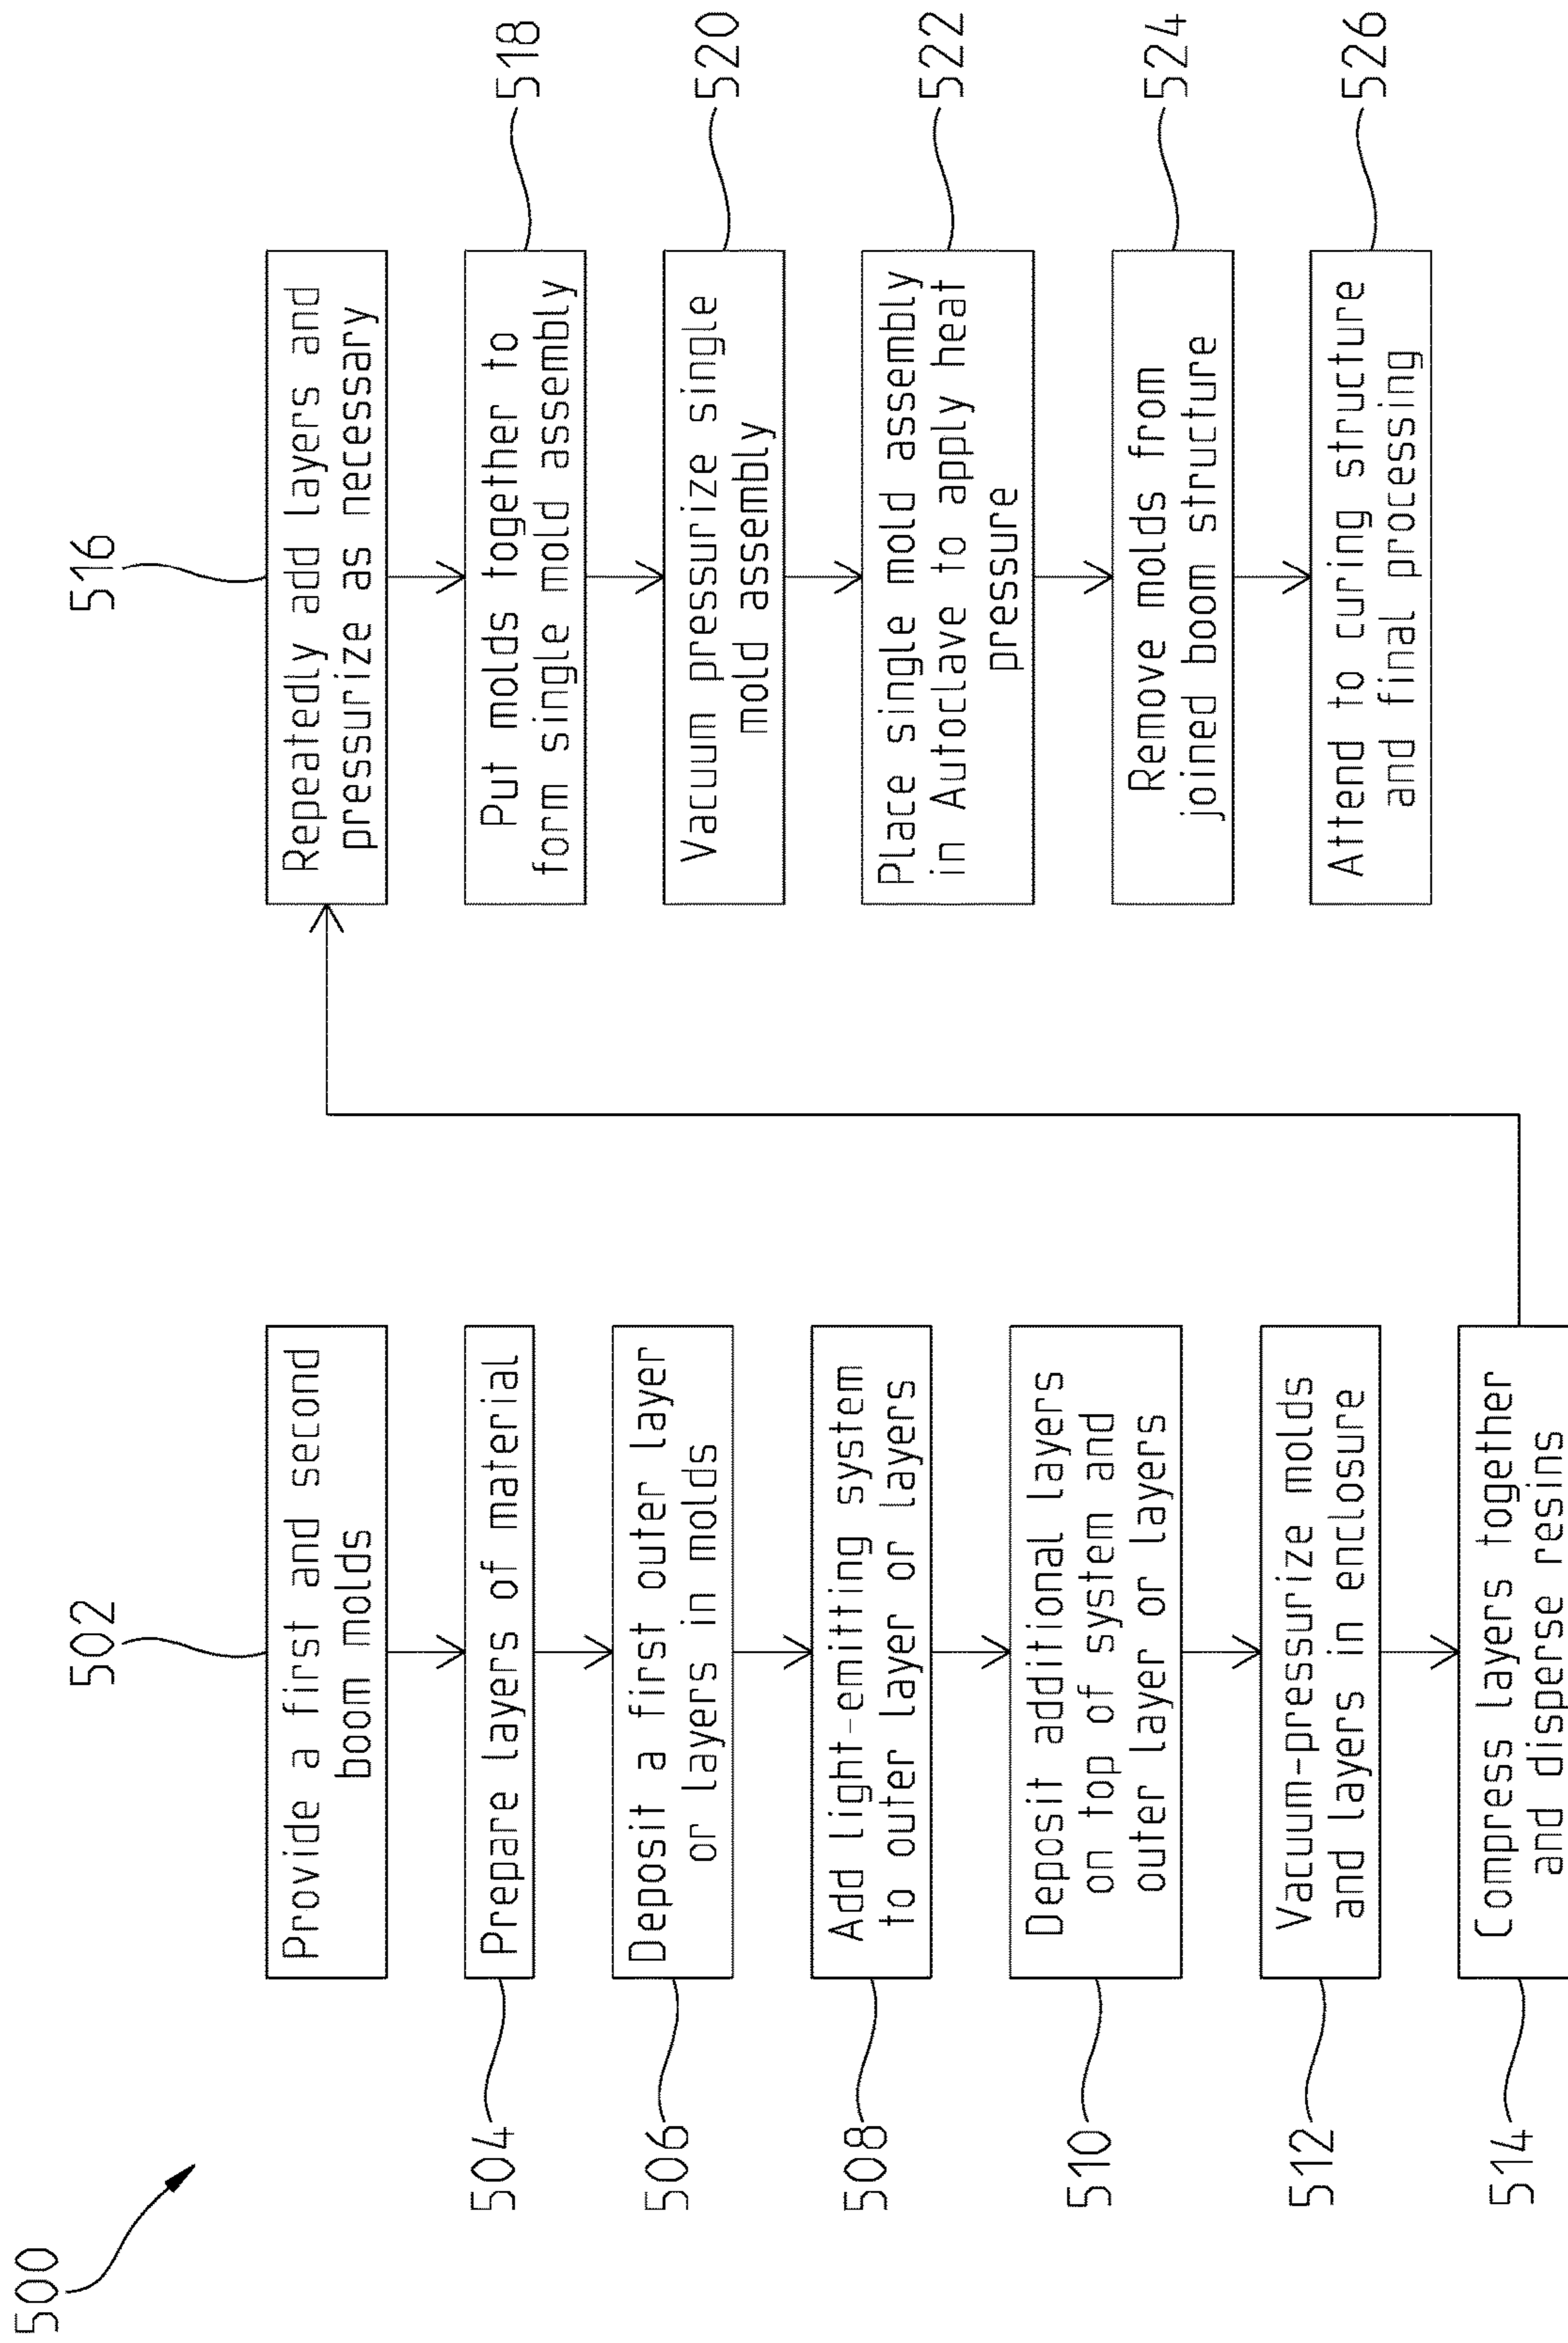 500
502
Provide a first and second
boom molds
504
Prepare layers of material
506
Deposit a first outer layer
or layers in molds
508
Add light-emitting system
to outer layer or layers
510
Deposit additional layers
on top of system and
outer layer or layers
512
Vacuum-pressurize molds
and layers in enclosure
514
Compress layers together
and disperse resins
516
Repeatedly add layers and
pressurize as necessary
518
Put molds together to
form single mold assembly
520
Vacuum pressurize single
mold assembly
522
Place single mold assembly
in Autoclave to apply heat
pressure
524
Remove molds from
joined boom structure
526
Attend to curing structure
and final processing